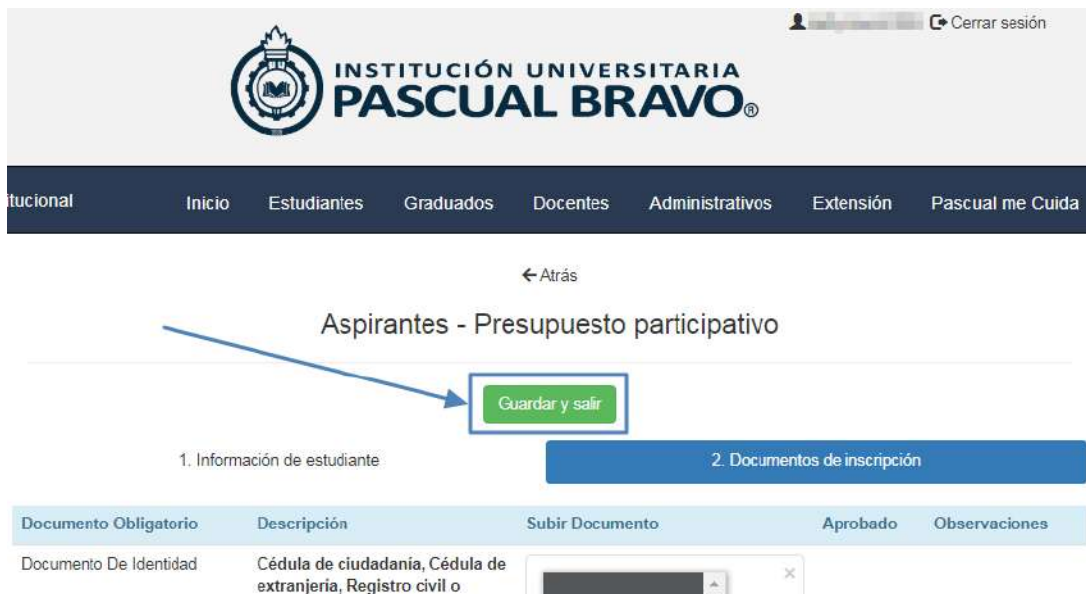 Cerrar sesión
INSTITUCIÓN UNIVERSITARIA
PASCUAL BRAVO®
itucional Inicio Estudiantes Graduados Docentes Administrativos Extensión Pascual me Cuida
Atrás
Aspirantes - Presupuesto participativo
Guardar y salir
1. Información de estudiante 2. Documentos de inscripción
Documento Obligatorio Descripción Subir Documento Aprobado Observaciones
Documento De Identidad Cédula de ciudadanía, Cédula de
extranjería, Registro civil o